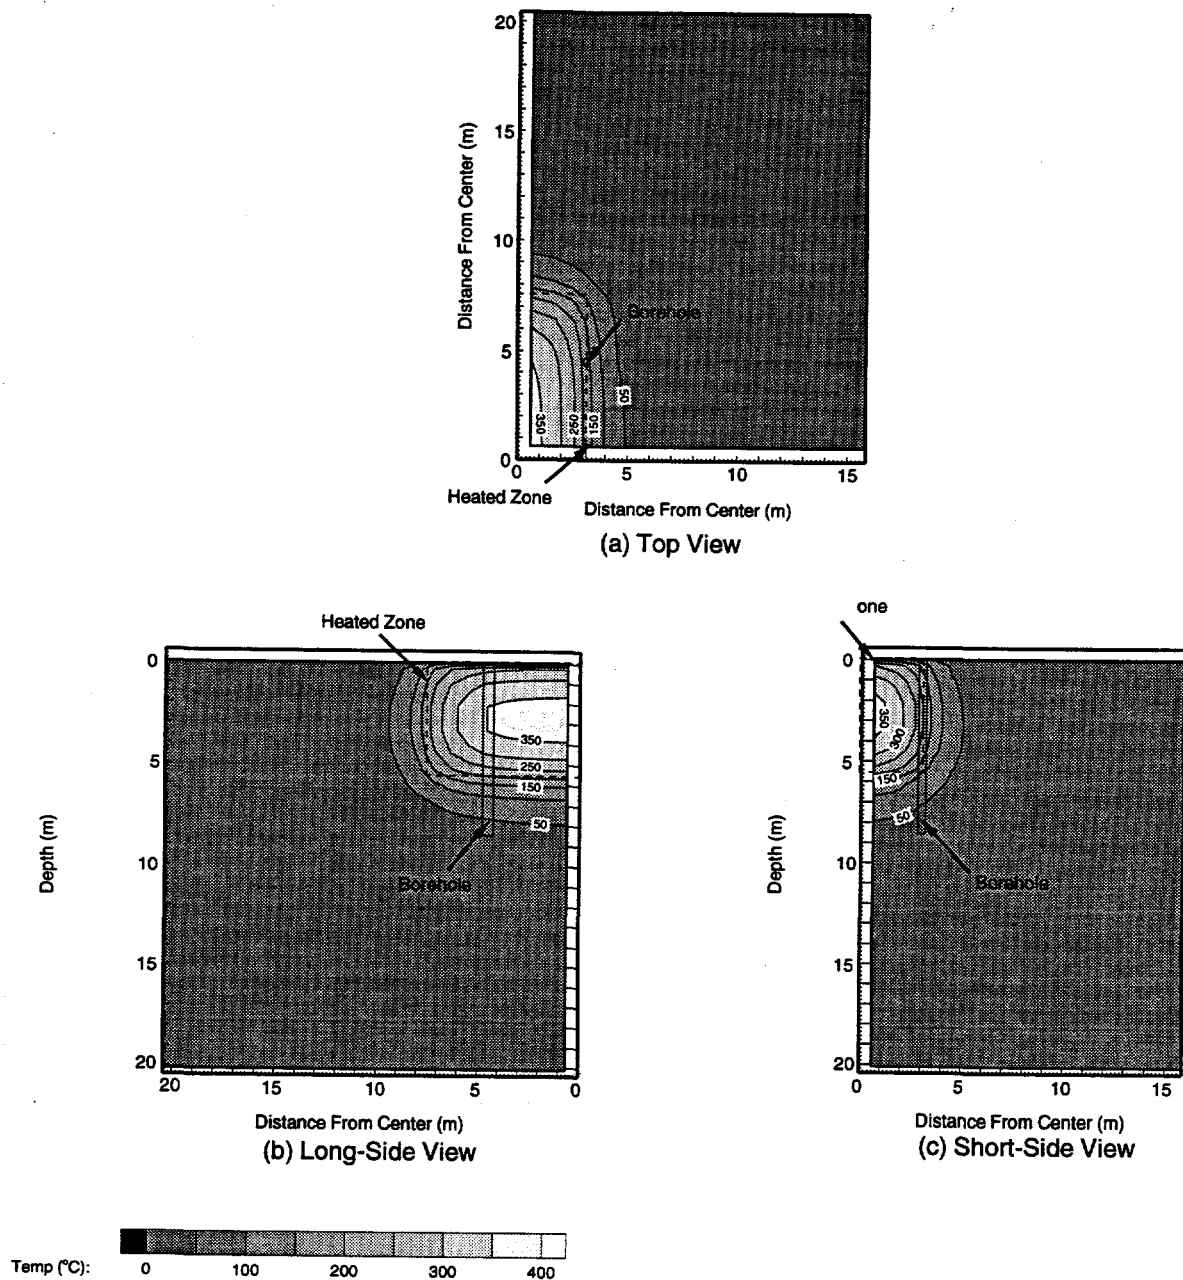 20
15
10
5
0
Distance From Center (m)
Borehole
350
250
150
50
0
5
10
15
Heated Zone
Distance From Center (m)
(a) Top View
Heated Zone
0
5
10
15
20
Depth (m)
350
250
150
50
Borehole
20
10
5
0
Distance From Center (m)
(b) Long-Side View
one
0
5
10
15
20
Depth (m)
350
300
150
50
Borehole
0
5
10
15
Distance From Center (m)
(c) Short-Side View
Temp (°C):
0
100
200
300
400